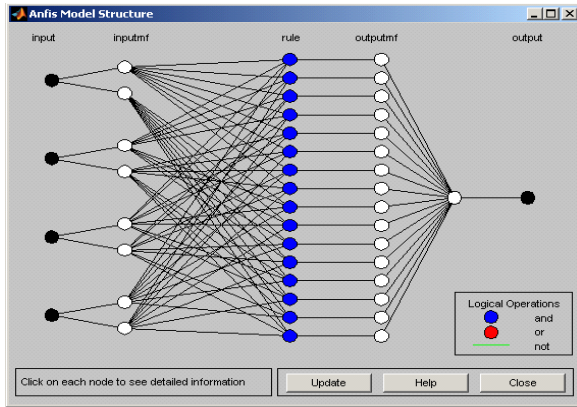 Anfis Model Structure
input inputmf rule outputmf output
Logical Operations
and
or
not
Click on each node to see detailed information
Update Help Close